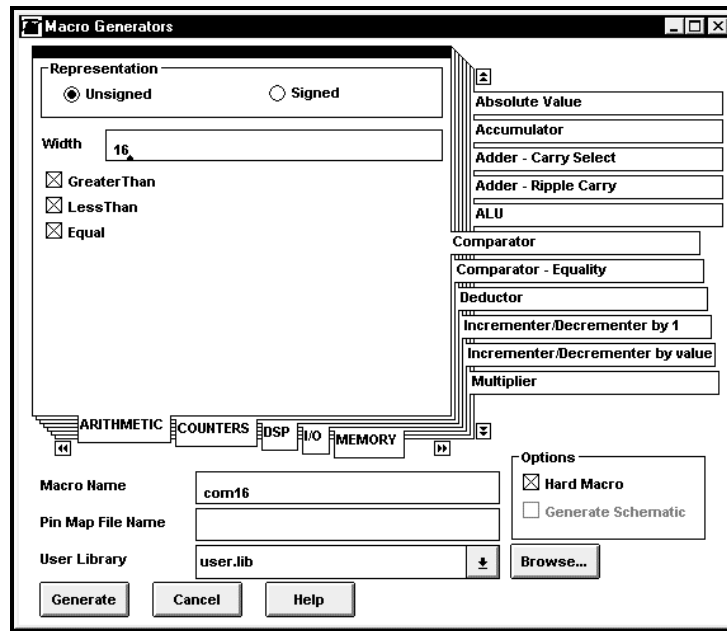 Macro Generators
Representation
Unsigned
Signed
Width
16
GreaterThan
LessThan
Equal
Absolute Value
Accumulator
Adder - Carry Select
Adder - Ripple Carry
ALU
Comparator
Comparator - Equality
Deductor
Incrementer/Decrementer by 1
Incrementer/Decrementer by value
Multiplier
ARITHMETIC
COUNTERS
DSP
I/O
MEMORY
Macro Name
com16
Pin Map File Name
User Library
user.lib
Options
Hard Macro
Generate Schematic
Browse...
Generate
Cancel
Help